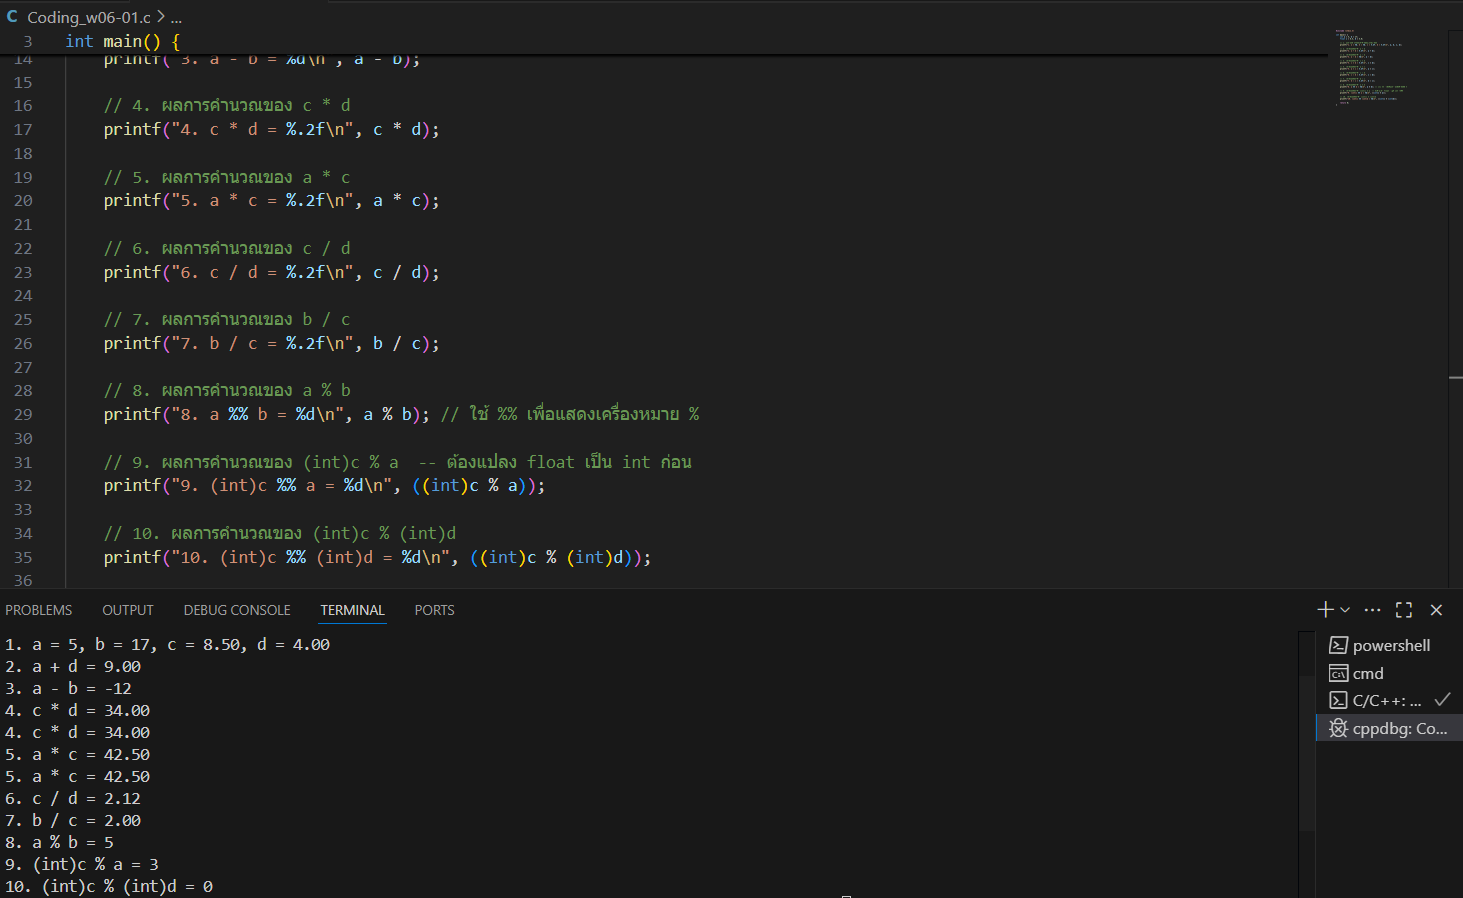 C Coding_w06-01.c > ...
3 int main() {
14 printf("3. a - b = %d\n", a - b);
15
16 // 4. ผลการคำนวณของ c * d
17 printf("4. c * d = %.2f\n", c * d);
18
19 // 5. ผลการคำนวณของ a * c
20 printf("5. a * c = %.2f\n", a * c);
21
22 // 6. ผลการคำนวณของ c / d
23 printf("6. c / d = %.2f\n", c / d);
24
25 // 7. ผลการคำนวณของ b / c
26 printf("7. b / c = %.2f\n", b / c);
27
28 // 8. ผลการคำนวณของ a % b
29 printf("8. a %% b = %d\n", a % b); // ใช้ %% เพื่อแสดงเครื่องหมาย %
30
31 // 9. ผลการคำนวณของ (int)c % a  -- ต้องแปลง float เป็น int ก่อน
32 printf("9. (int)c %% a = %d\n", ((int)c % a));
33
34 // 10. ผลการคำนวณของ (int)c % (int)d
35 printf("10. (int)c %% (int)d = %d\n", ((int)c % (int)d));
36
PROBLEMS OUTPUT DEBUG CONSOLE TERMINAL PORTS
1. a = 5, b = 17, c = 8.50, d = 4.00
2. a + d = 9.00
3. a - b = -12
4. c * d = 34.00
4. c * d = 34.00
5. a * c = 42.50
5. a * c = 42.50
6. c / d = 2.12
7. b / c = 2.00
8. a % b = 5
9. (int)c % a = 3
10. (int)c % (int)d = 0
powershell
cmd
C/C++: ...
cppdbg: Co...